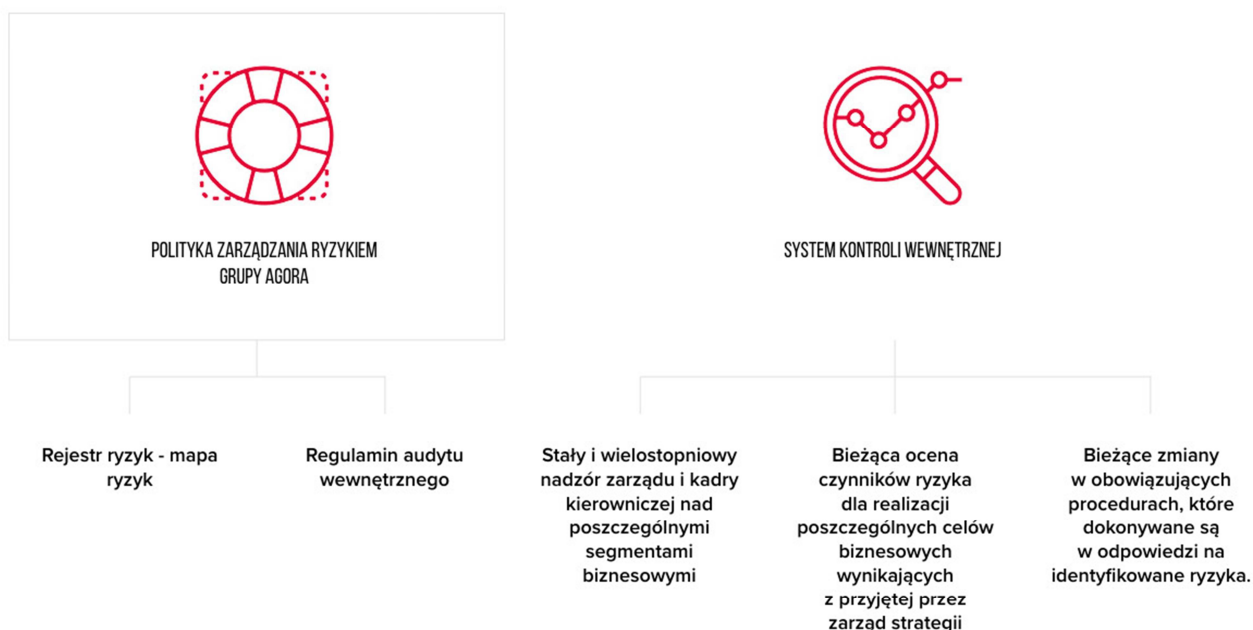 POLITYKA ZARZĄDZANIA RYZYKIEM
GRUPY AGORA
SYSTEM KONTROLI WEWNĘTRZNEJ
Rejestr ryzyk - mapa
ryzyk
Regulamin audytu
wewnętrznego
Stały i wielostopniowy
nadzór zarządu i kadry
kierowniczej nad
poszczególnymi
segmentami
biznesowymi
Bieżąca ocena
czynników ryzyka
dla realizacji
poszczególnych celów
biznesowych
wynikających
z przyjętej przez
zarząd strategii
Bieżące zmiany
w obowiązujących
procedurach, które
dokonywane są
w odpowiedzi na
identyfikowane ryzyka.